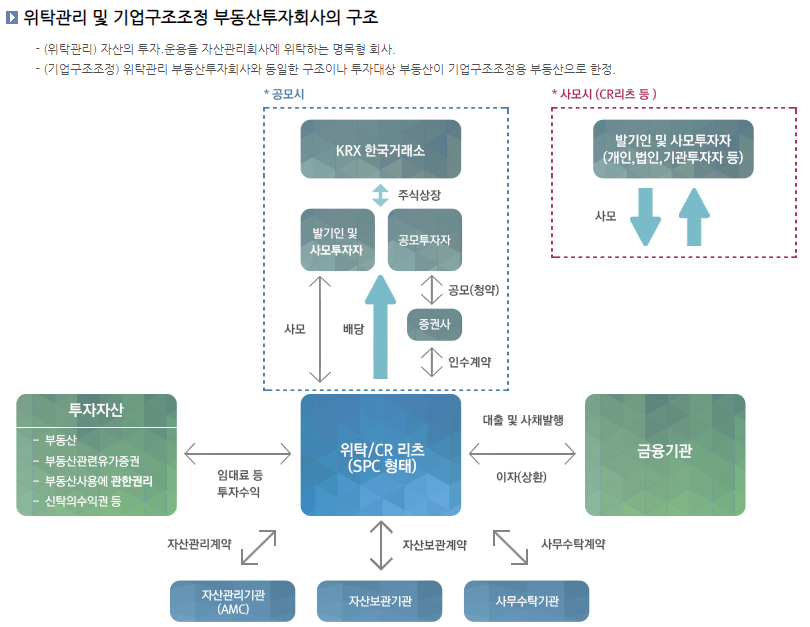 위탁관리 및 기업구조조정 부동산투자회사의 구조
- (위탁관리) 자산의 투자.운용을 자산관리회사에 위탁하는 명목형 회사.
- (기업구조조정) 위탁관리 부동산투자회사와 동일한 구조이나 투자대상 부동산이 기업구조조정용 부동산으로 한정.
* 공모시
* 사모시 (CR리츠 등 )
KRX 한국거래소
발기인 및 사모투자자
(개인,법인,기관투자자 등)
주식상장
사모
발기인 및
사모투자자
공모투자자
공모(청약)
사모
배당
증권사
인수계약
투자자산
- 부동산
- 부동산관련유가증권
- 부동산사용에 관한권리
- 신탁의수익권 등
임대료 등
투자수익
위탁/CR 리츠
(SPC 형태)
대출 및 사채발행
이자(상환)
금융기관
자산관리계약
자산보관계약
사무수탁계약
자산관리기관
(AMC)
자산보관기관
사무수탁기관